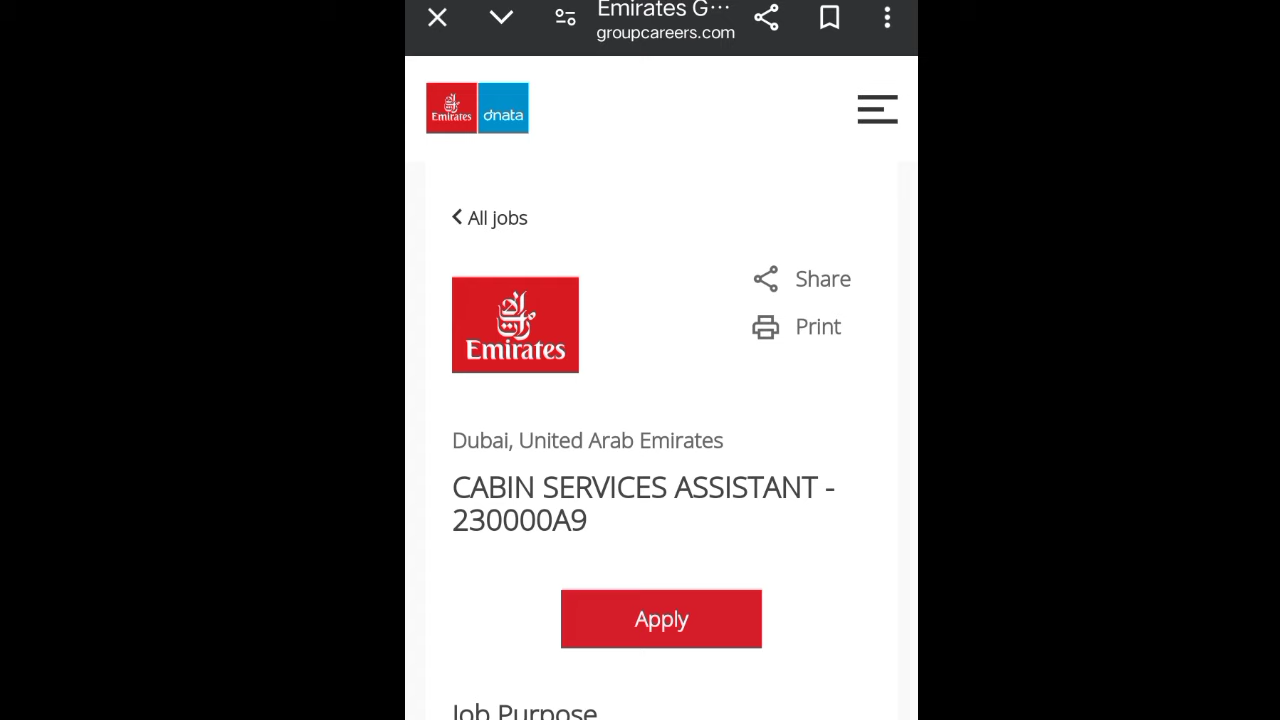 Emirates G...
groupcareers.com
Emirates
dnata
All jobs
Share
Print
Emirates
Dubai, United Arab Emirates
CABIN SERVICES ASSISTANT -
230000A9
Apply
Job Purpose